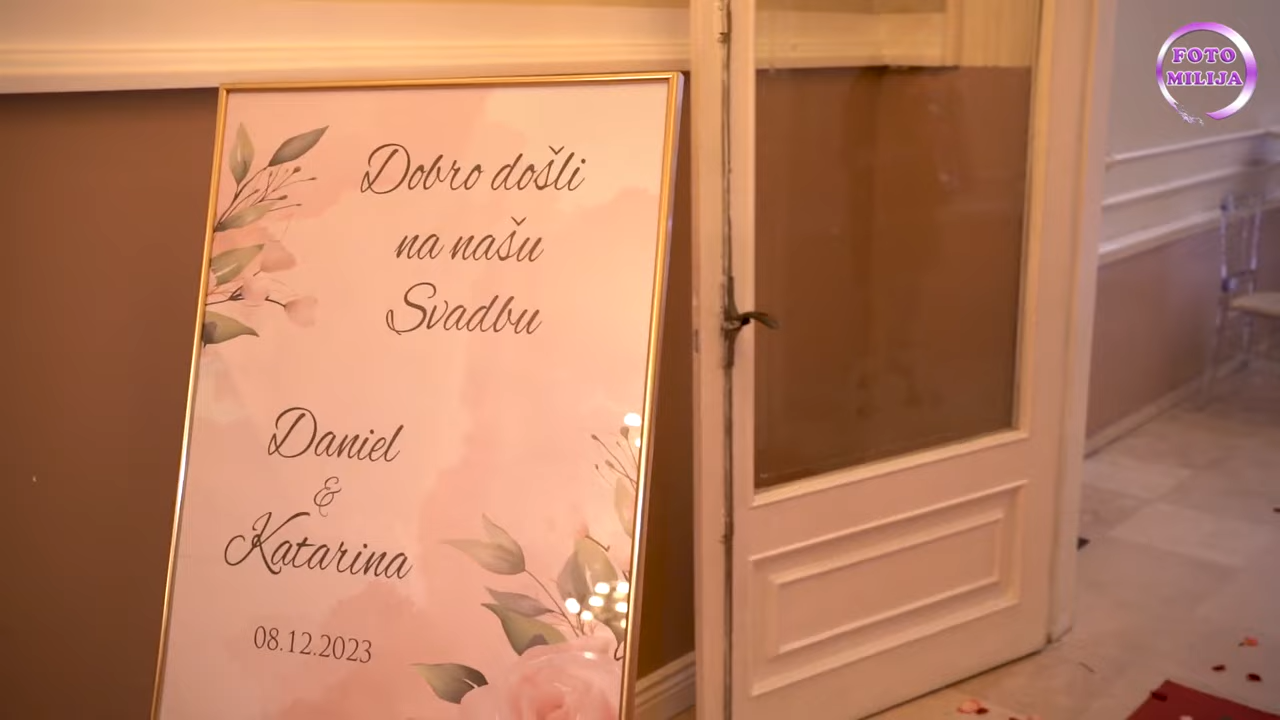 Dobro došli
na našu
Svadbu
Daniel
&
Katarina
08.12.2023
FOTO
MILIJA